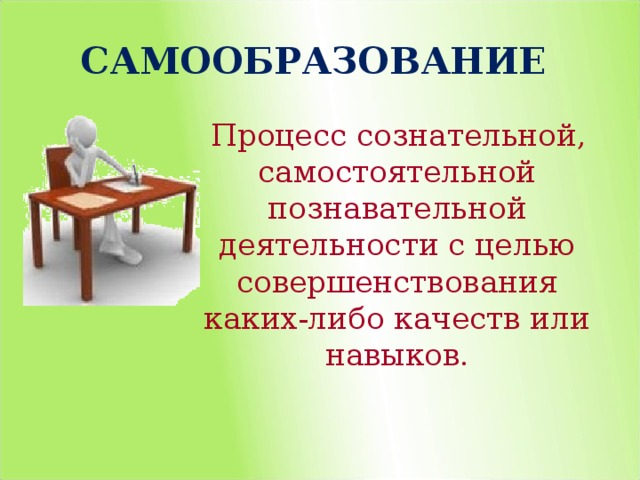 САМООБРАЗОВАНИЕ
Процесс сознательной,
самостоятельной
познавательной
деятельности с целью
совершенствования
каких-либо качеств или
навыков.